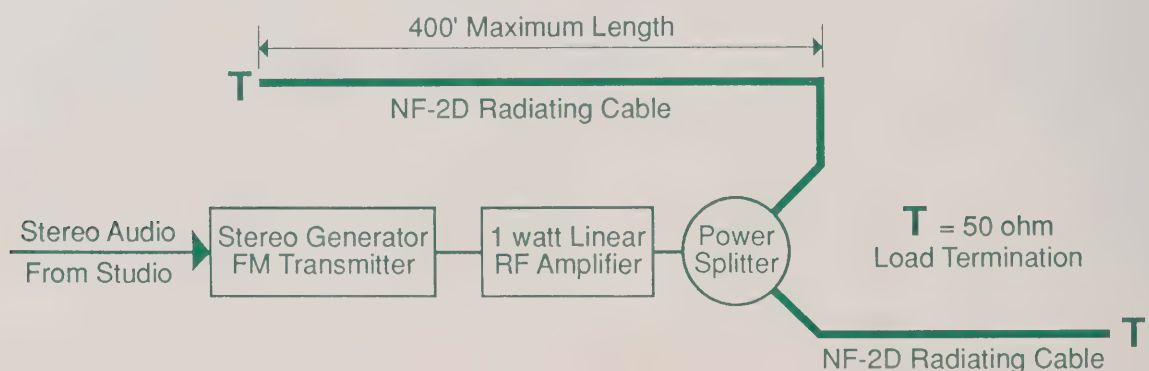 400' Maximum Length
T
NF-2D Radiating Cable
Stereo Audio
From Studio
Stereo Generator
FM Transmitter
1 watt Linear
RF Amplifier
Power
Splitter
T = 50 ohm
Load Termination
T
NF-2D Radiating Cable